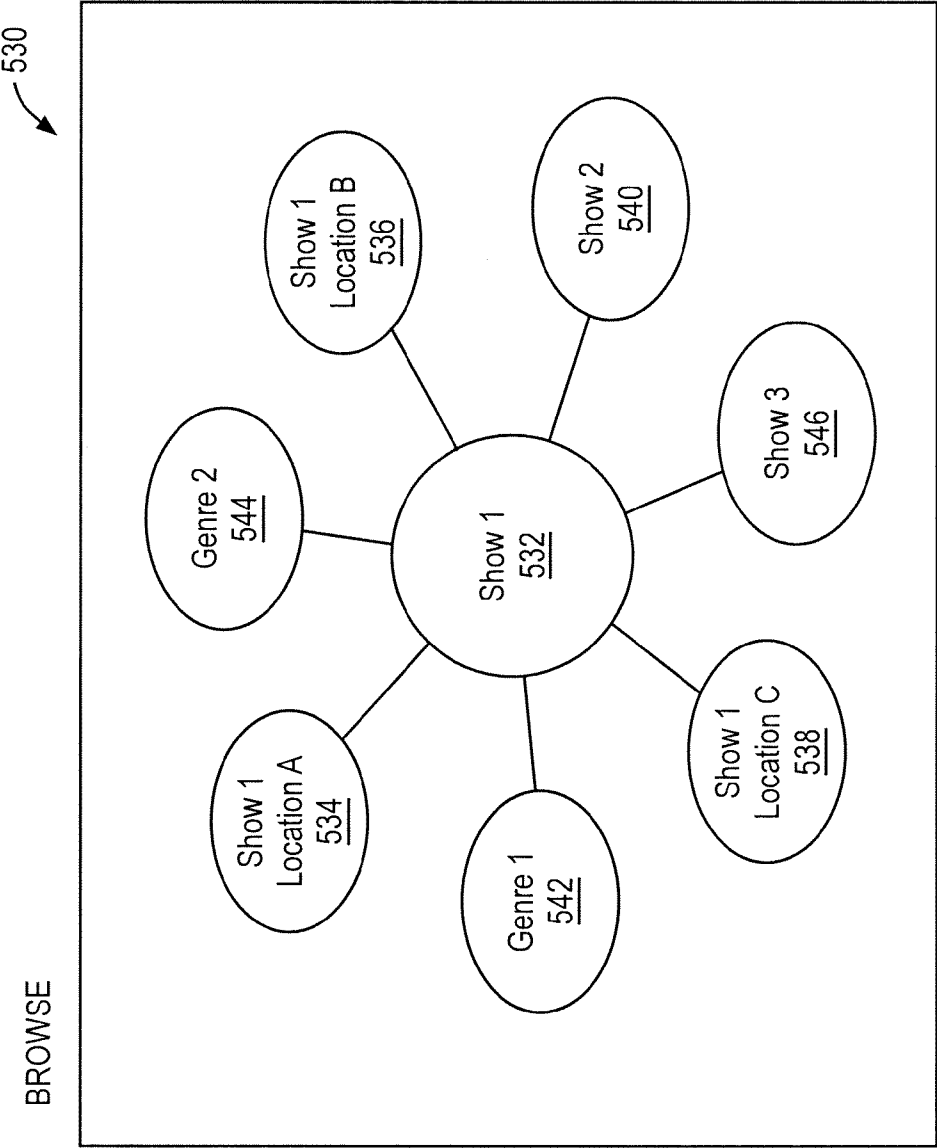 BROWSE
530
Genre 2
544
Show 1
Location A
534
Show 1
Location B
536
Show 1
532
Genre 1
542
Show 2
540
Show 1
Location C
538
Show 3
546